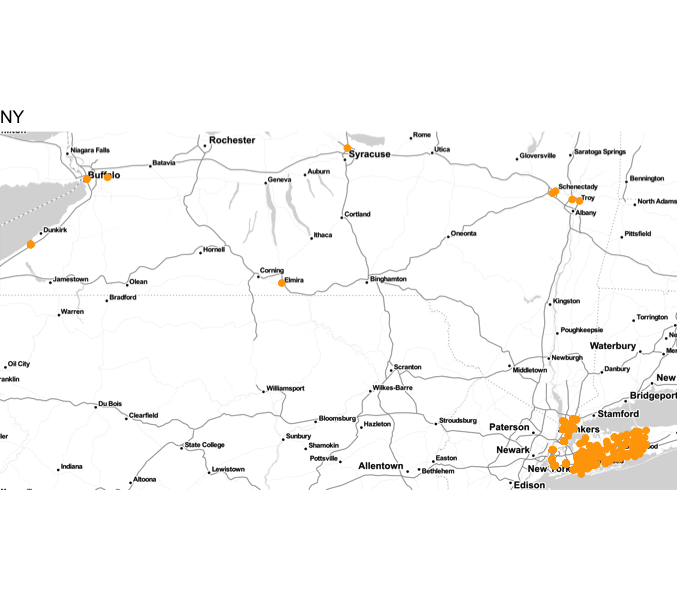 NY
Rome
Rochester
Utica
Niagara Falls
Syracuse
Gloversville
Saratoga Springs
Batavia
Buffalo
Auburn
Geneva
Bennington
Schenectady
Troy
North Adams
Albany
Cortland
Dunkirk
Ithaca
Oneonta
Pittsfield
Hornell
Corning
Jamestown
Olean
Elmira
Binghamton
Bradford
Kingston
Warren
Torrington
Poughkeepsie
Waterbury
Newburgh
Oil City
Scranton
Middletown
Danbury
New
Williamsport
Wilkes-Barre
Bridgeport
Du Bois
Stamford
Clearfield
Bloomsburg
Hazleton
Stroudsburg
Paterson
Sunbury
State College
Shamokin
Newark
Pottsville
Easton
Indiana
Lewistown
Allentown
Bethlehem
New York
Altoona
Edison